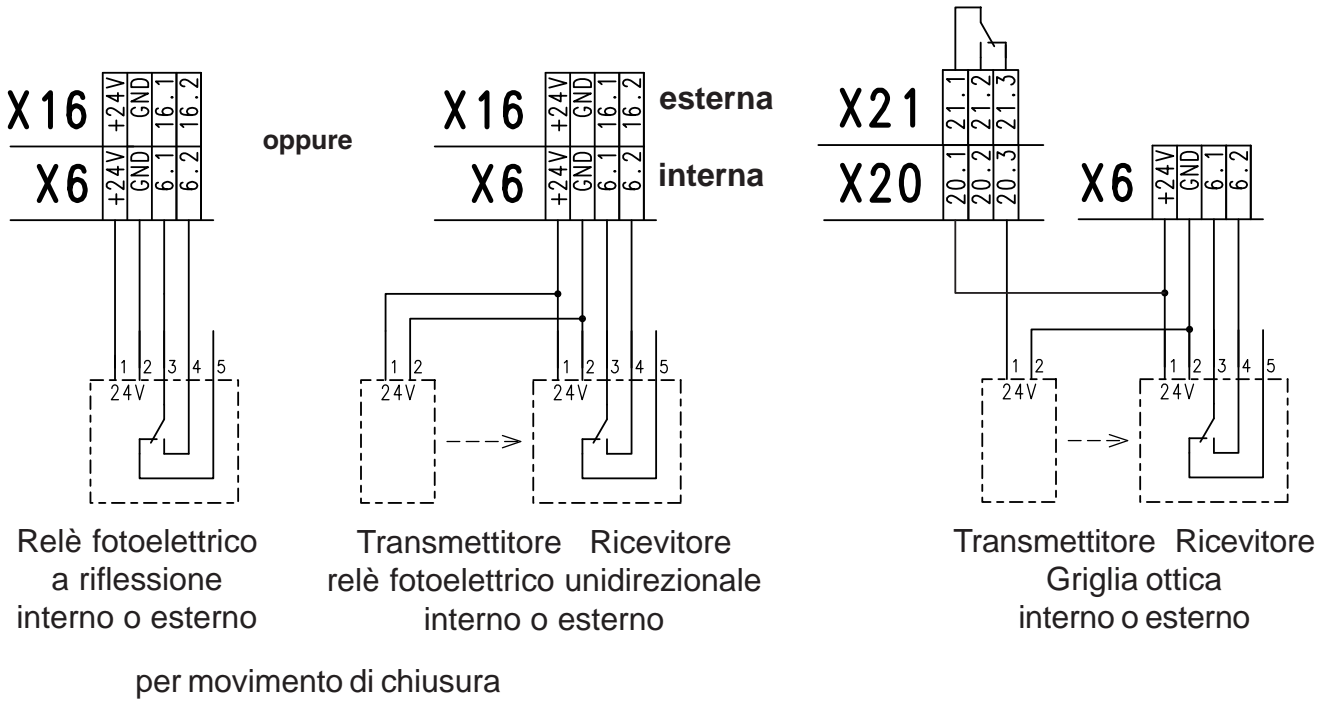 X16 +24V GND 16.1 16.2
X6 +24V GND 6.1 6.2
1 2 3 4 5
24V
Relè fotoelettrico
a riflessione
interno o esterno
oppure
X16 +24V GND 16.1 16.2 esterna
X6 +24V GND 6.1 6.2 interna
1 2
24V
1 2 3 4 5
24V
Transmettitore Ricevitore
relè fotoelettrico unidirezionale
interno o esterno
per movimento di chiusura
X21 21.1 21.2 21.3
X20 20.1 20.2 20.3
X6 +24V GND 6.1 6.2
1 2
24V
1 2 3 4 5
24V
Transmettitore Ricevitore
Griglia ottica
interno o esterno